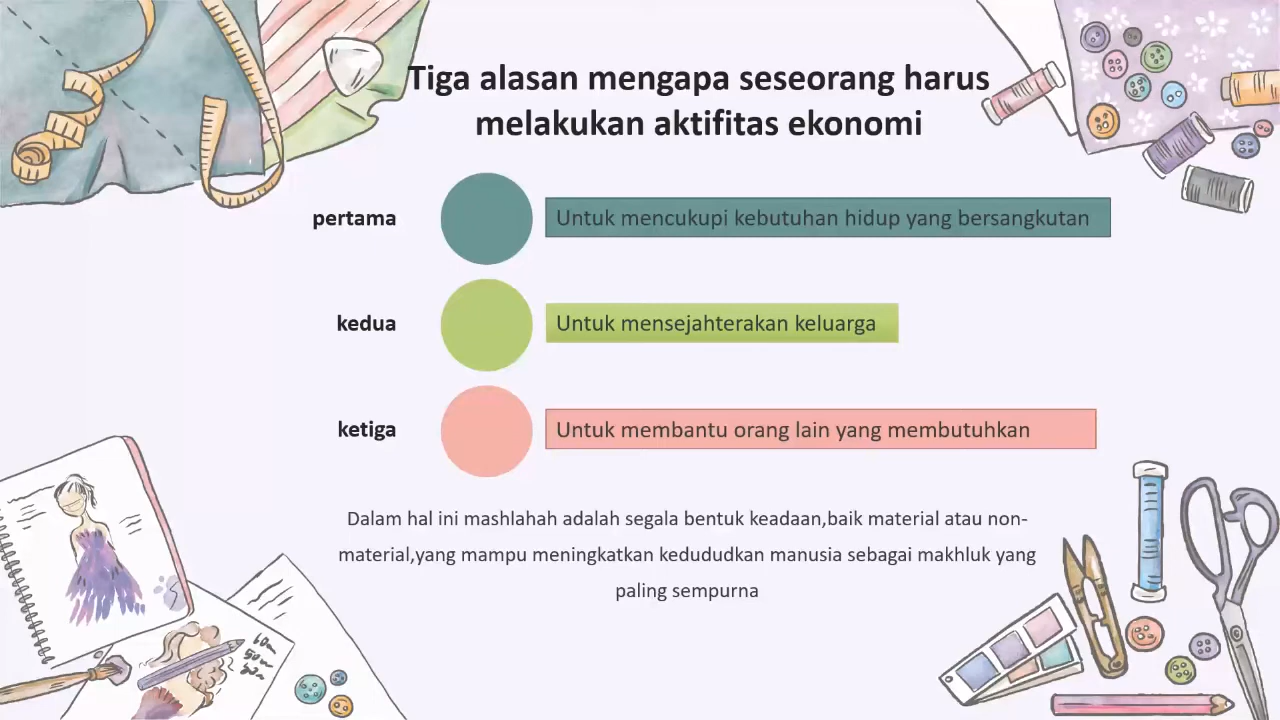 Tiga alasan mengapa seseorang harus
melakukan aktifitas ekonomi
pertama
Untuk mencukupi kebutuhan hidup yang bersangkutan
kedua
Untuk mensejahterakan keluarga
ketiga
Untuk membantu orang lain yang membutuhkan
Dalam hal ini mashlahah adalah segala bentuk keadaan,baik material atau non-
material,yang mampu meningkatkan kedududkan manusia sebagai makhluk yang
paling sempurna